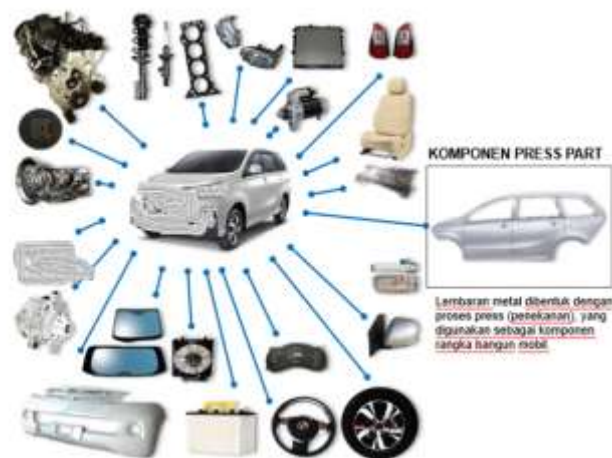 KOMPONEN PRESS PART
Lembaran metal dibentuk dengan
proses press (penekanan), yang
digunakan sebagai komponen
rangka bangun mobil